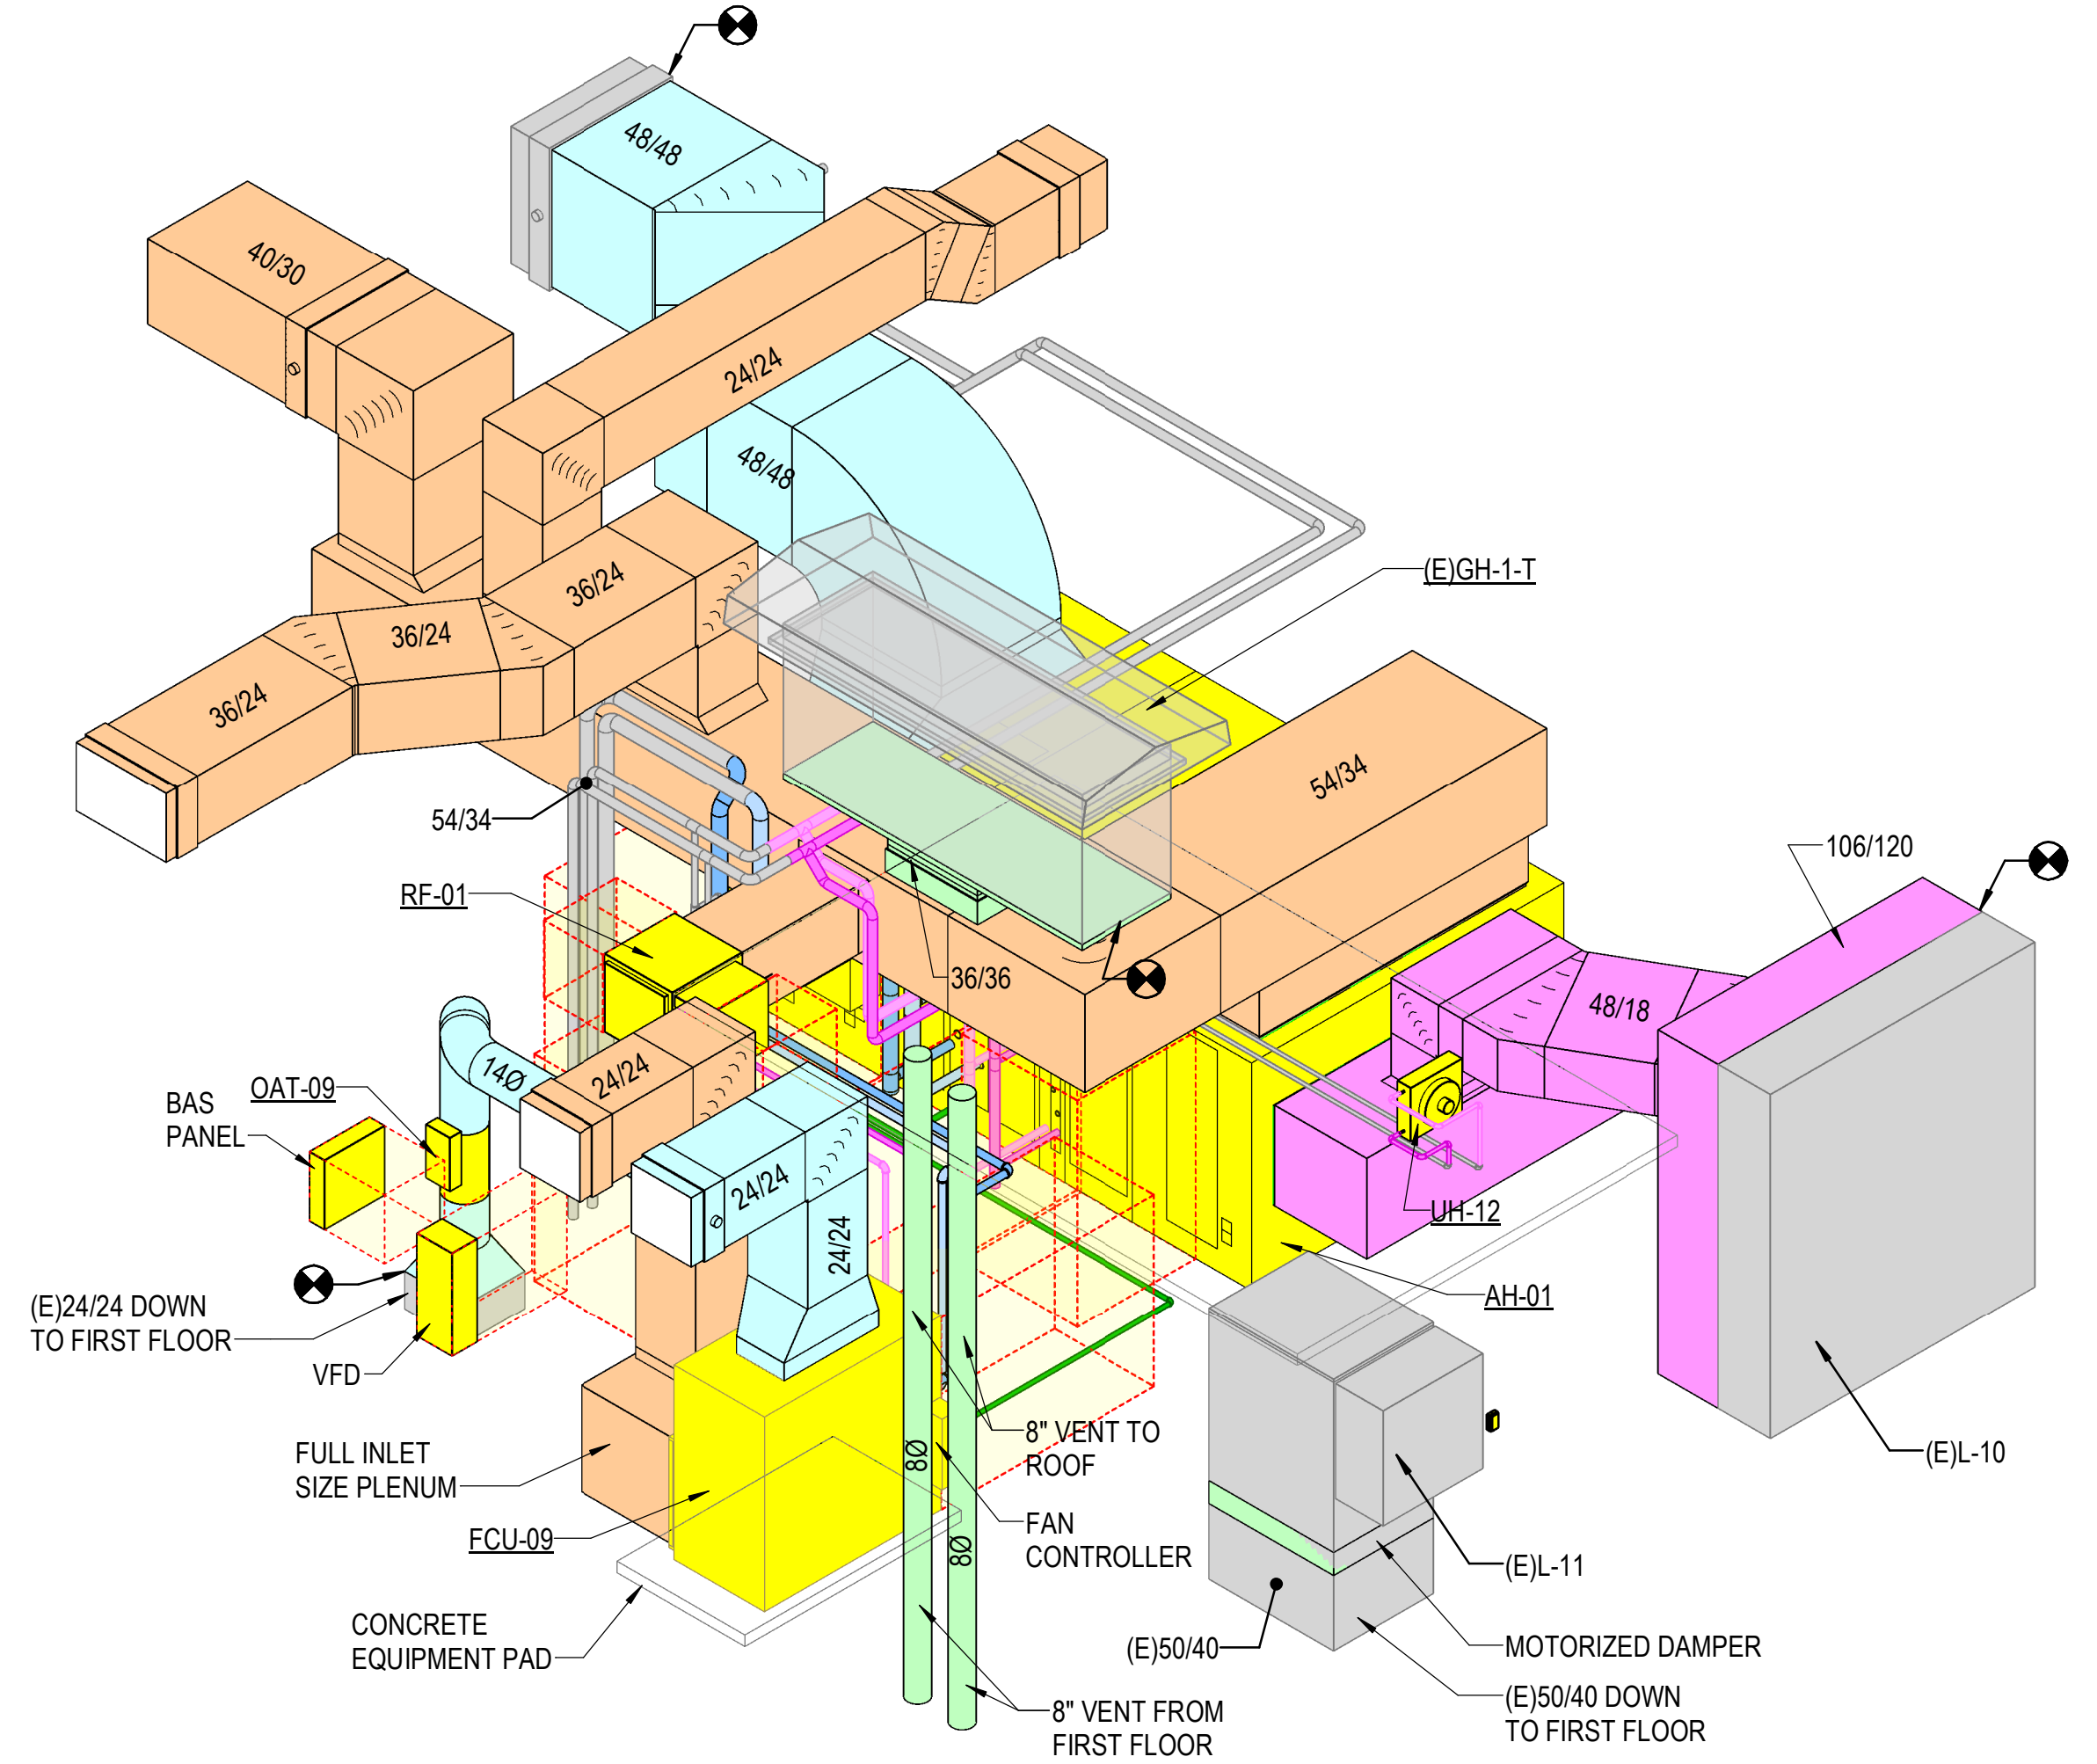 48/48
40/30
24/24
48/48
(E)GH-1-T
36/24
36/24
36/24
54/34
54/34
106/120
RF-01
36/36
48/18
14Ø
24/24
OAT-09
BAS
PANEL
24/24
24/24
UH-12
AH-01
(E)24/24 DOWN
TO FIRST FLOOR
VFD
FULL INLET
SIZE PLENUM
8" VENT TO
ROOF
8Ø
(E)L-10
FCU-09
FAN
CONTROLLER
8Ø
(E)L-11
CONCRETE
EQUIPMENT PAD
(E)50/40
MOTORIZED DAMPER
8" VENT FROM
FIRST FLOOR
(E)50/40 DOWN
TO FIRST FLOOR